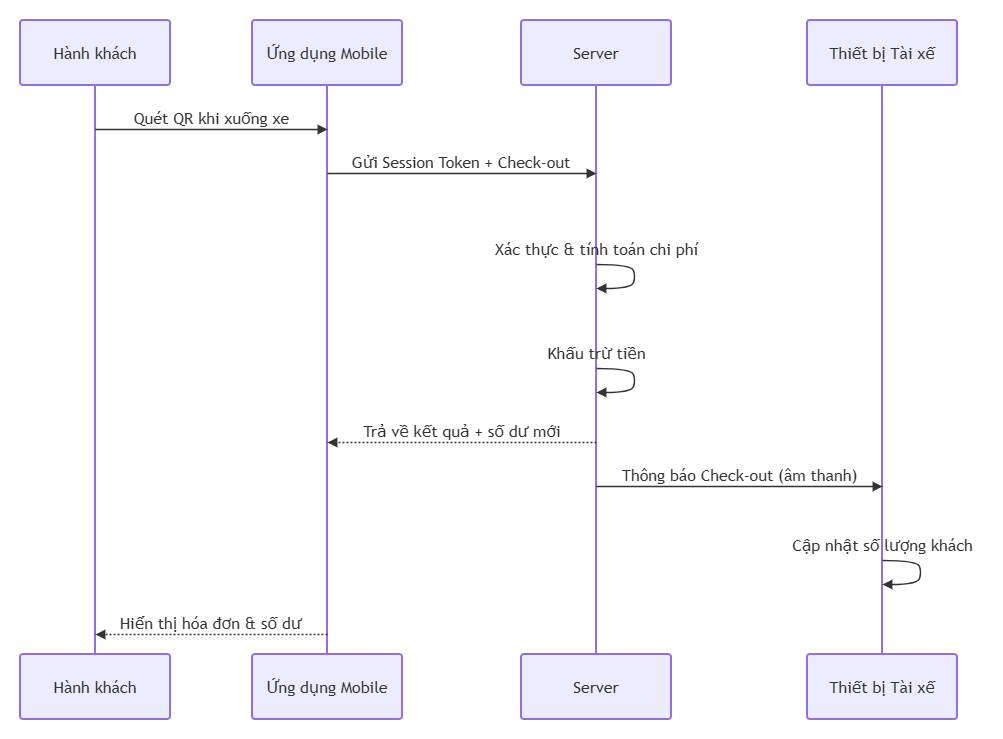 Hành khách
Ứng dụng Mobile
Server
Thiết bị Tài xế
Quét QR khi xuống xe
Gửi Session Token + Check-out
Xác thực & tính toán chi phí
Khấu trừ tiền
Trả về kết quả + số dư mới
Thông báo Check-out (âm thanh)
Cập nhật số lượng khách
Hiển thị hóa đơn & số dư
Hành khách
Ứng dụng Mobile
Server
Thiết bị Tài xế